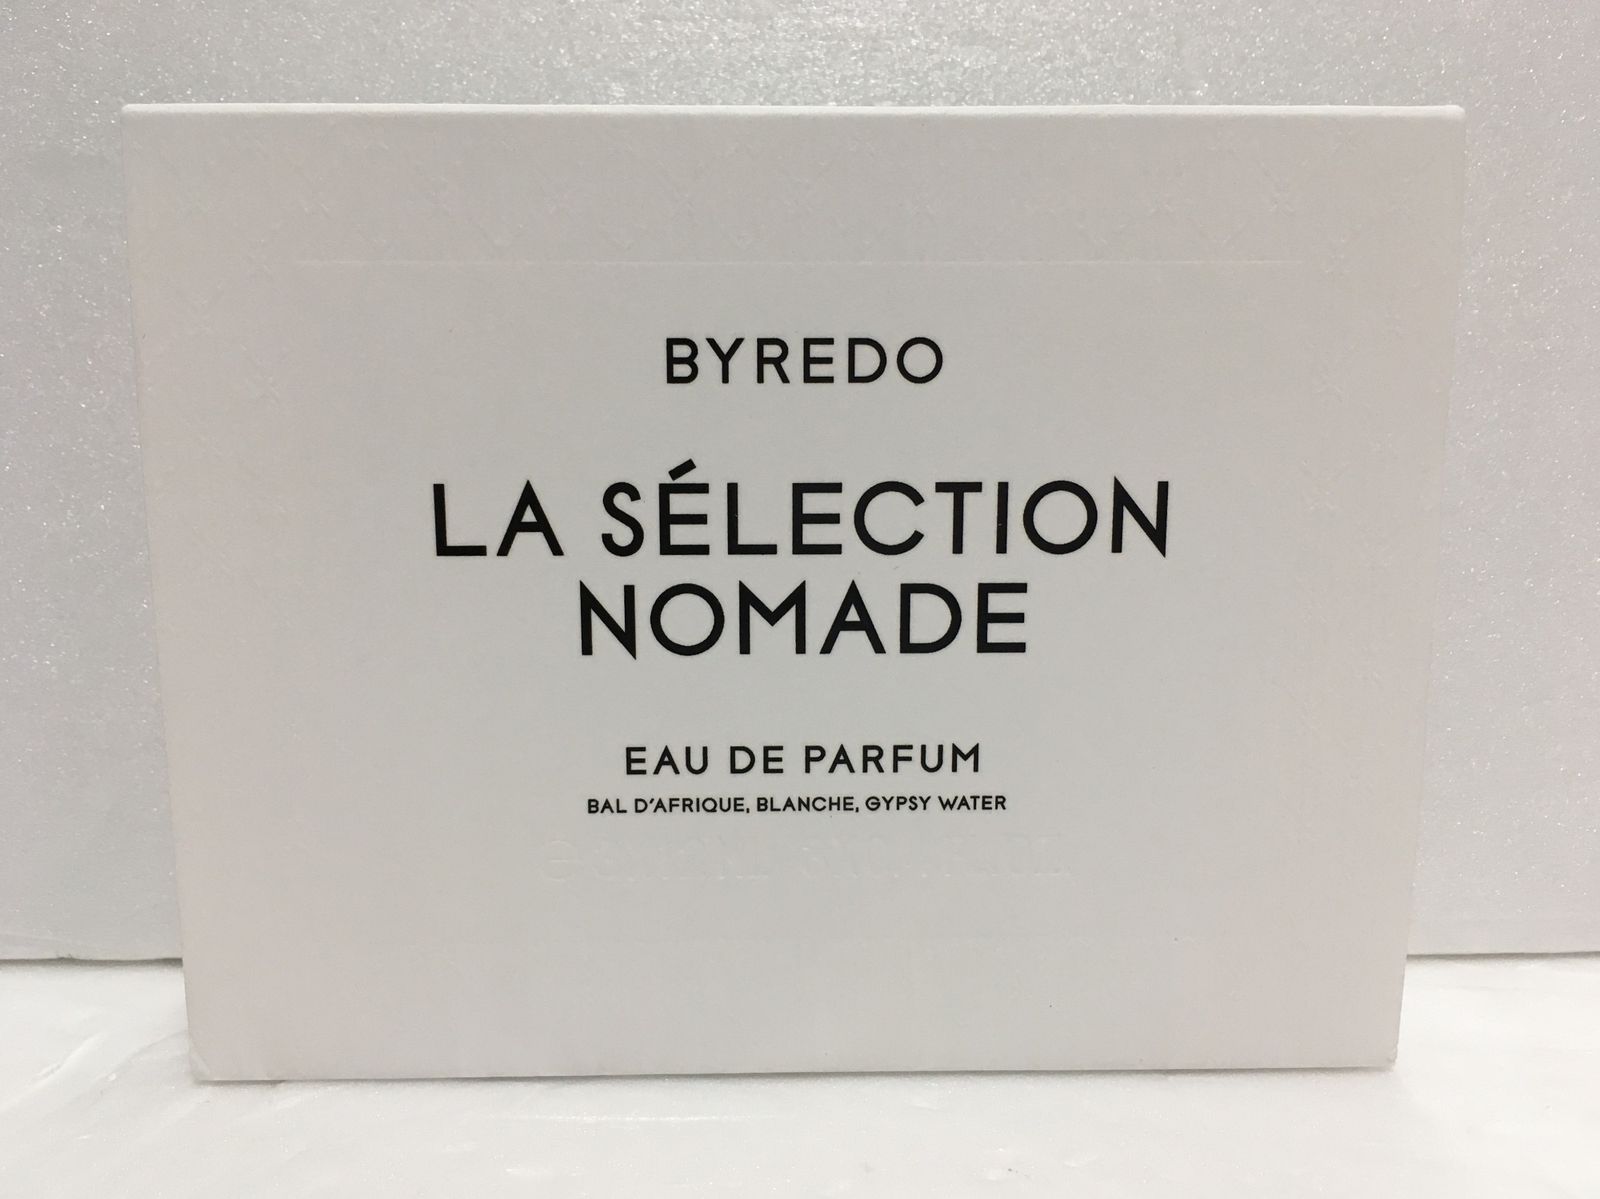 BYREDO
LA SÉLECTION
NOMADE
EAU DE PARFUM
BAL D'AFRIQUE, BLANCHE, GYPSY WATER